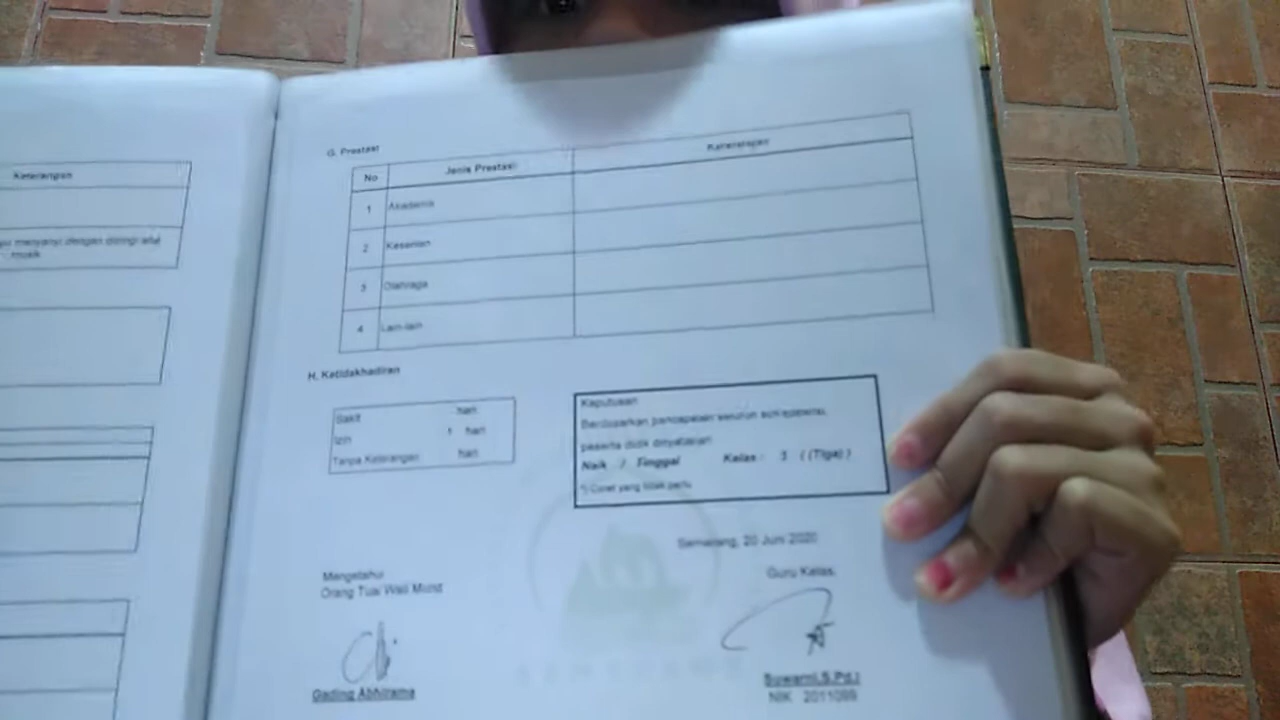 Keterangan
menyanyi dengan diiringi alat
musik
G. Prestasi
No Jenis Prestasi Keterangan
1 Akademik
2 Kesenian
3 Olahraga
4 Lain-lain
H. Ketidakhadiran
Sakit - hari
Izin 1 hari
Tanpa Keterangan hari
Keputusan
Berdasarkan pencapaian seluruh kompetensi,
peserta didik dinyatakan
Naik / Tinggal Kelas : 3 ((Tiga))
*) Coret yang tidak perlu
Semarang, 20 Juni 2020
Mengetahui
Orang Tua/ Wali Murid
Guru Kelas,
Gading Abhirama
Suwarni,S.Pd.I
NIK 2011088